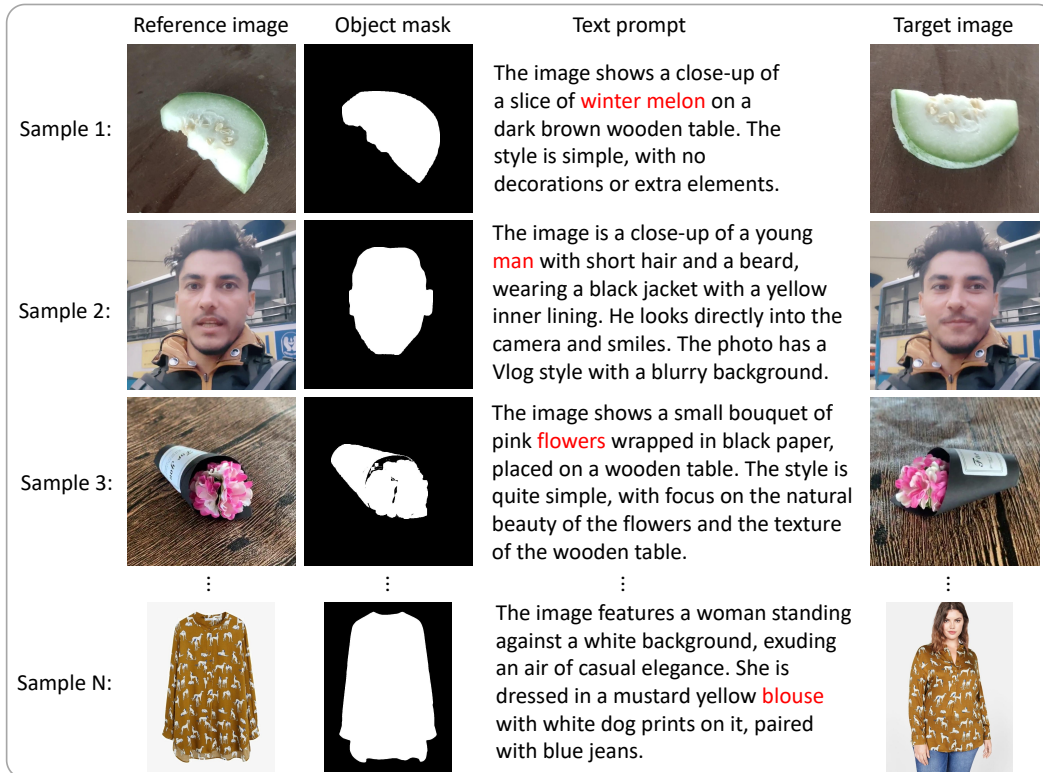 Reference image Object mask Text prompt Target image
Sample 1:
The image shows a close-up of
a slice of winter melon on a
dark brown wooden table. The
style is simple, with no
decorations or extra elements.
Sample 2:
The image is a close-up of a young
man with short hair and a beard,
wearing a black jacket with a yellow
inner lining. He looks directly into the
camera and smiles. The photo has a
Vlog style with a blurry background.
Sample 3:
The image shows a small bouquet of
pink flowers wrapped in black paper,
placed on a wooden table. The style is
quite simple, with focus on the natural
beauty of the flowers and the texture
of the wooden table.
Sample N:
The image features a woman standing
against a white background, exuding
an air of casual elegance. She is
dressed in a mustard yellow blouse
with white dog prints on it, paired
with blue jeans.